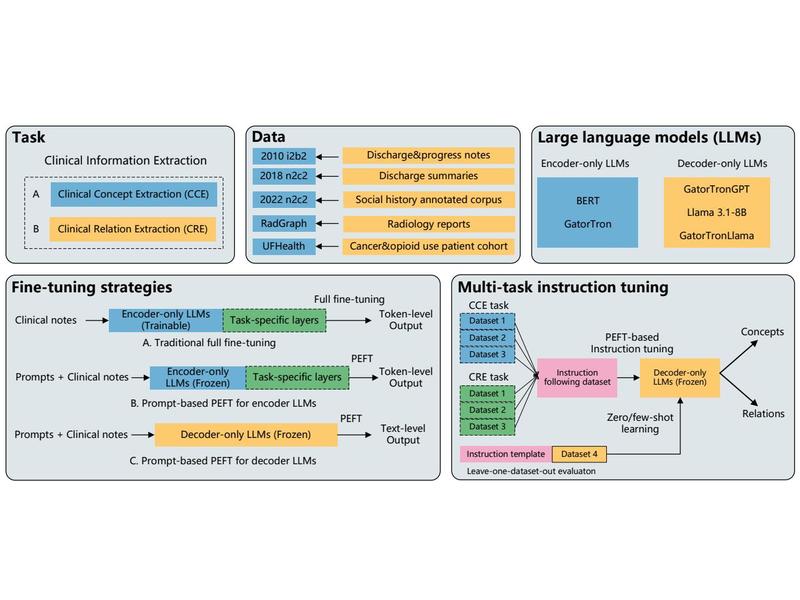 Task
Clinical Information Extraction
A
Clinical Concept Extraction (CCE)
B
Clinical Relation Extraction (CRE)
Data
2010 i2b2
Discharge&progress notes
2018 n2c2
Discharge summaries
2022 n2c2
Social history annotated corpus
RadGraph
Radiology reports
UFHealth
Cancer&opioid use patient cohort
Large language models (LLMs)
Encoder-only LLMs
BERT
GatorTron
Decoder-only LLMs
GatorTronGPT
Llama 3.1-8B
GatorTronLlama
Fine-tuning strategies
Clinical notes
Encoder-only LLMs
(Trainable)
Task-specific layers
Full fine-tuning
Token-level
Output
A. Traditional full fine-tuning
Prompts + Clinical notes
Encoder-only
LLMs (Frozen)
Task-specific layers
PEFT
Token-level
Output
B. Prompt-based PEFT for encoder LLMs
Prompts + Clinical notes
Decoder-only LLMs (Frozen)
PEFT
Text-level
Output
C. Prompt-based PEFT for decoder LLMs
Multi-task instruction tuning
CCE task
Dataset 1
Dataset 2
Dataset 3
CRE task
Dataset 1
Dataset 2
Dataset 3
Instruction
following dataset
PEFT-based
Instruction tuning
Decoder-only
LLMs (Frozen)
Concepts
Relations
Zero/few-shot
learning
Instruction template
Dataset 4
Leave-one-dataset-out evaluaton